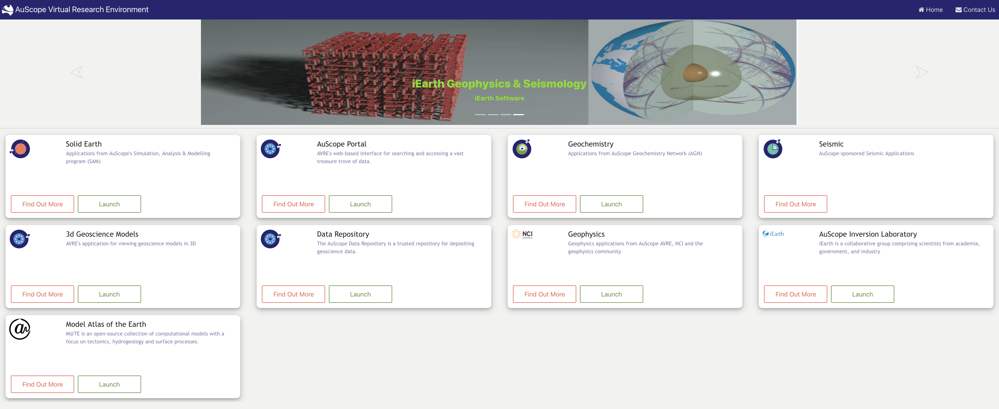 AuScope Virtual Research Environment
Home
Contact Us
iEarth Geophysics & Seismology
iEarth Software
Solid Earth
Applications from AuScope's Simulation, Analysis & Modelling
program (SAM)
Find Out More
Launch
AuScope Portal
AVRE's web-based interface for searching and accessing a vast
treasure trove of data.
Find Out More
Launch
Geochemistry
Applications from AuScope Geochemistry Network (AGN)
Find Out More
Launch
Seismic
AuScope-sponsored Seismic Applications
Find Out More
3d Geoscience Models
AVRE's application for viewing geoscience models in 3D
Find Out More
Launch
Data Repository
The AuScope Data Repository is a trusted repository for depositing
geoscience data.
Find Out More
Launch
NCI
AUSTRALIA
Geophysics
Geophysics applications from AuScope AVRE, NCI and the
geophysics community
Find Out More
Launch
iEarth
AuScope Inversion Laboratory
iEarth is a collaborative group comprising scientists from academia,
government, and industry
Find Out More
Launch
@
Model Atlas of the Earth
M@TE is an open-source collection of computational models with a
focus on tectonics, hydrogeology and surface processes.
Find Out More
Launch